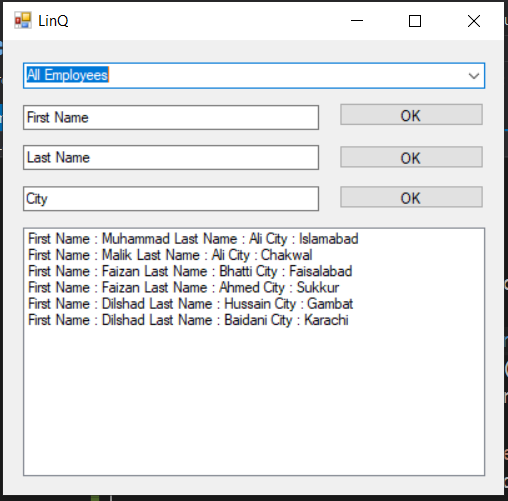 LinQ
All Employees
First Name
OK
Last Name
OK
City
OK
First Name : Muhammad Last Name : Ali City : Islamabad
First Name : Malik Last Name : Ali City : Chakwal
First Name : Faizan Last Name : Bhatti City : Faisalabad
First Name : Faizan Last Name : Ahmed City : Sukkur
First Name : Dilshad Last Name : Hussain City : Gambat
First Name : Dilshad Last Name : Baidani City : Karachi